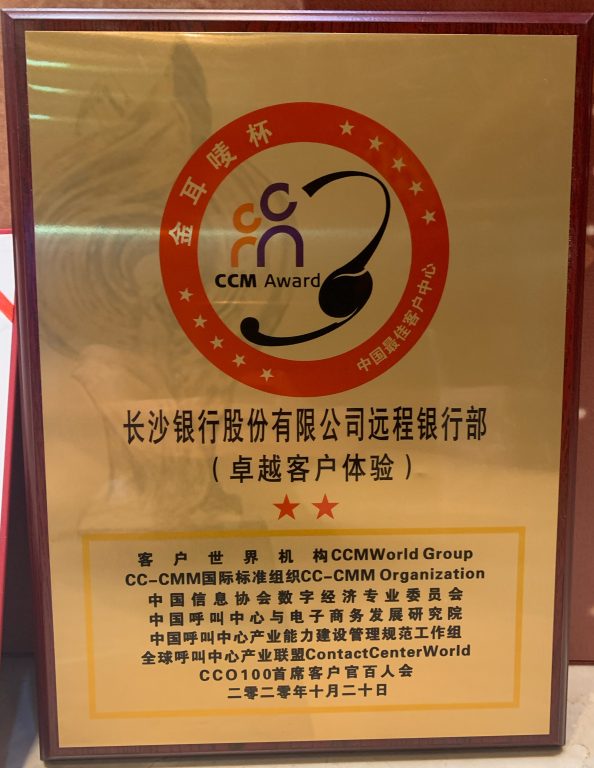 金耳唛杯
CCM Award
中国最佳客户中心
长沙银行股份有限公司远程银行部
（卓越客户体验）
客户世界机构CCMWorld Group
CC-CMM国际标准组织CC-CMM Organization
中国信息协会数字经济专业委员会
中国呼叫中心与电子商务发展研究院
中国呼叫中心产业能力建设管理规范工作组
全球呼叫中心产业联盟ContactCenterWorld
CCO100首席客户官百人会
二零二零年十月二十日